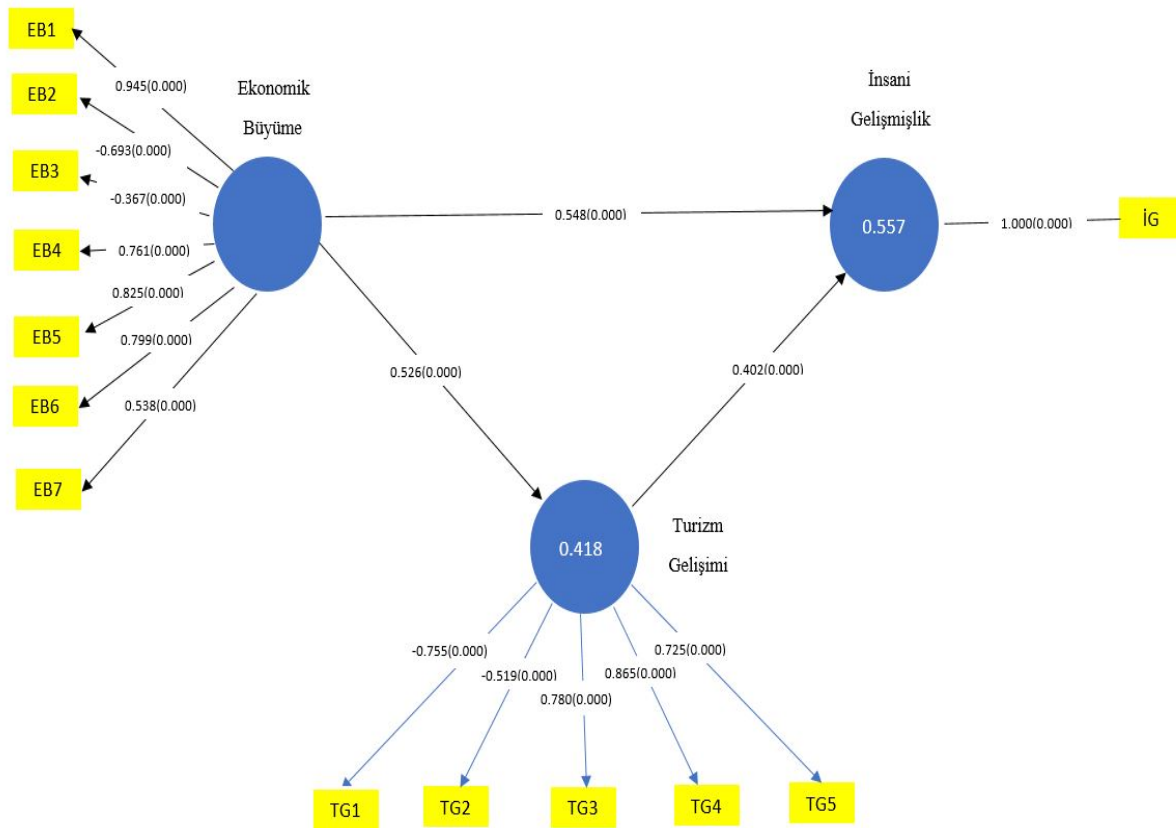 EB1
0.945(0.000)
EB2
-0.693(0.000)
EB3
-0.367(0.000)
EB4
0.761(0.000)
0.825(0.000)
EB5
0.799(0.000)
EB6
0.538(0.000)
EB7
Ekonomik
Büyüme
İnsani
Gelişmişlik
0.548(0.000)
0.557
1.000(0.000)
İG
0.526(0.000)
0.402(0.000)
0.418
Turizm
Gelişimi
-0.755(0.000)
-0.519(0.000)
0.780(0.000)
0.865(0.000)
0.725(0.000)
TG1
TG2
TG3
TG4
TG5